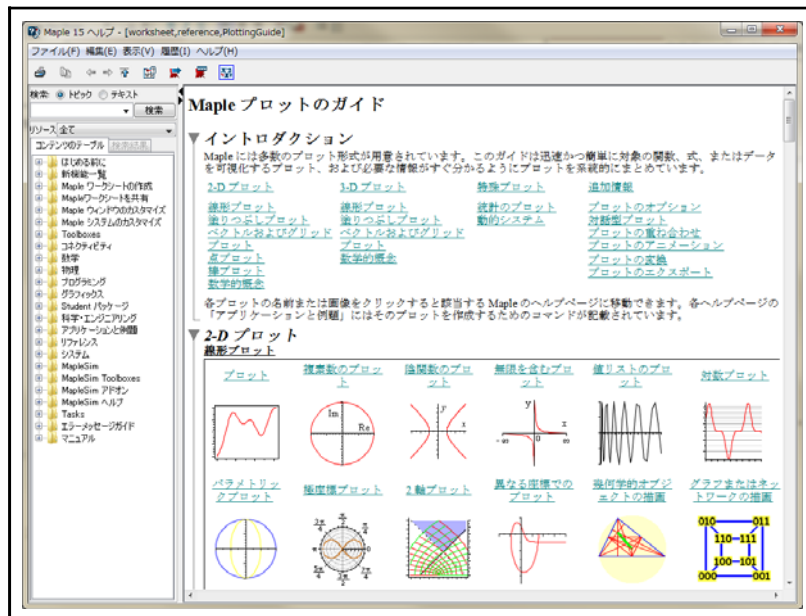 Maple 15 ヘルプ - [worksheet,reference,PlottingGuide]
ファイル(F) 編集(E) 表示(V) 履歴(I) ヘルプ(H)
検索: トピック テキスト
検索
リソース 全て
コンテンツのテーブル 検索結果
はじめる前に
新機能一覧
Maple ワークシートの作成
Mapleワークシートを共有
Maple ウィンドウのカスタマイズ
Maple システムのカスタマイズ
Toolboxes
コネクティビティ
数学
物理
プログラミング
グラフィックス
Student パッケージ
科学・エンジニアリング
アプリケーションと例題
リファレンス
システム
MapleSim
MapleSim Toolboxes
MapleSim アドオン
MapleSim ヘルプ
Tasks
エラーメッセージガイド
マニュアル
Maple プロットのガイド
イントロダクション
Maple には多数のプロット形式が用意されています。このガイドは迅速かつ簡単に対象の関数、式、またはデータ
を可視化するプロット、および必要な情報がすぐ分かるようにプロットを系統的にまとめています。
2-D プロット 3-D プロット 特殊プロット 追加情報
線形プロット 線形プロット 統計のプロット プロットのオプション
塗りつぶしプロット 塗りつぶしプロット 動的システム 対話型プロット
ベクトルおよびグリッド ベクトルおよびグリッド プロットの重ね合わせ
プロット プロット プロットのアニメーション
点プロット 数学的概念 プロットの変換
棒プロット プロットのエクスポート
数学的概念
各プロットの名前または画像をクリックすると該当する Maple のヘルプページに移動できます。各ヘルプページの
「アプリケーションと例題」にはそのプロットを作成するためのコマンドが記載されています。
2-D プロット
線形プロット
プロット 複素数のプロッ 陰関数のプロ 無限を含むプロ 値リストのプロ 対数プロット
ト ット ット ット
Im y y
Re x x
-∞ 0 ∞
パラメトリッ 極座標プロット 2 軸プロット 異なる座標での 幾何学的オブジ グラフまたはネッ
クプロット プロット ェクトの描画 トワークの描画
010 011
110 111
100 101
000 001